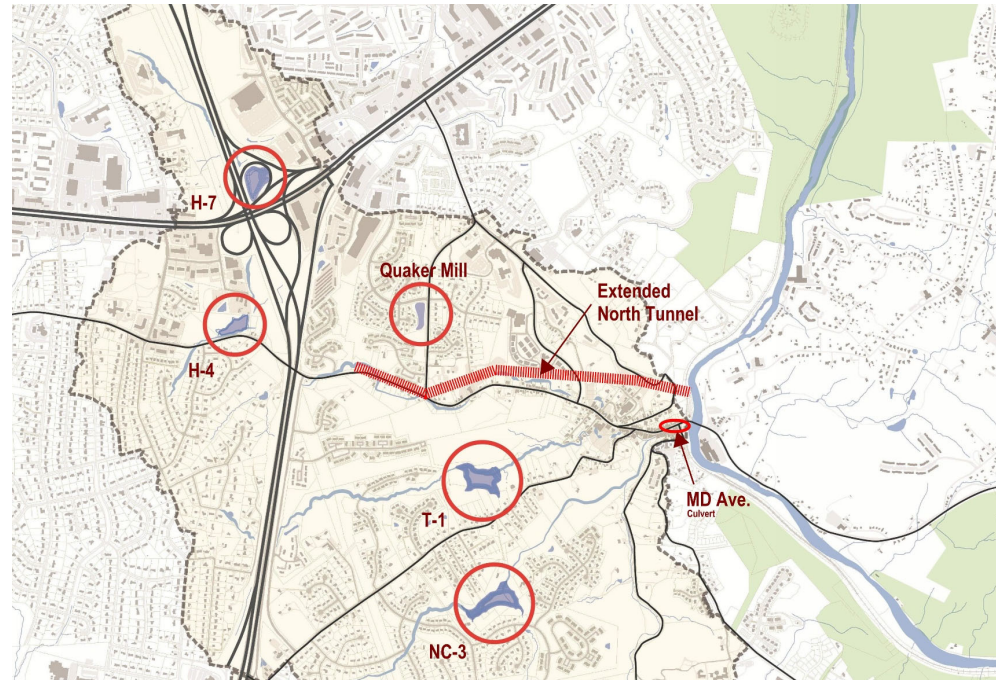 H-7
Quaker Mill
Extended
North Tunnel
H-4
T-1
MD Ave.
Culvert
NC-3